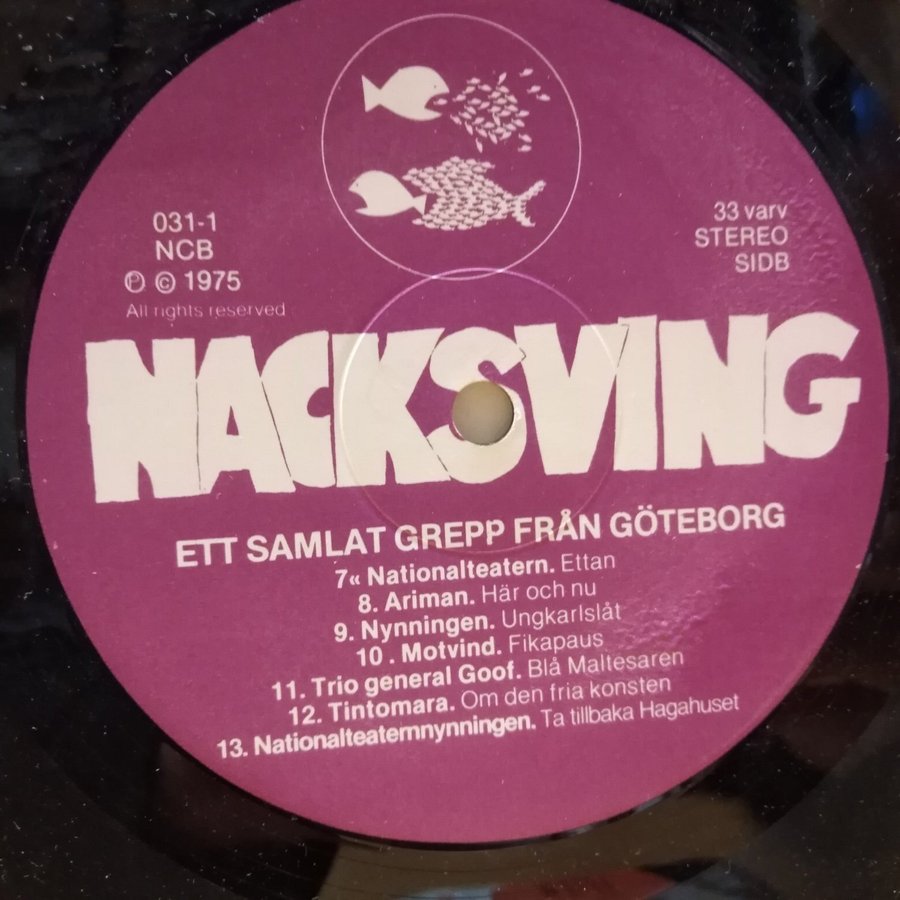 031-1
NCB
℗ © 1975
All rights reserved
33 varv
STEREO
SIDB
NACKSVING
ETT SAMLAT GREPP FRÅN GÖTEBORG
7« Nationalteatern. Ettan
8. Ariman. Här och nu
9. Nynningen. Ungkarlslåt
10 . Motvind. Fikapaus
11. Trio general Goof. Blå Maltesaren
12. Tintomara. Om den fria konsten
13. Nationalteaternnynningen. Ta tillbaka Hagahuset